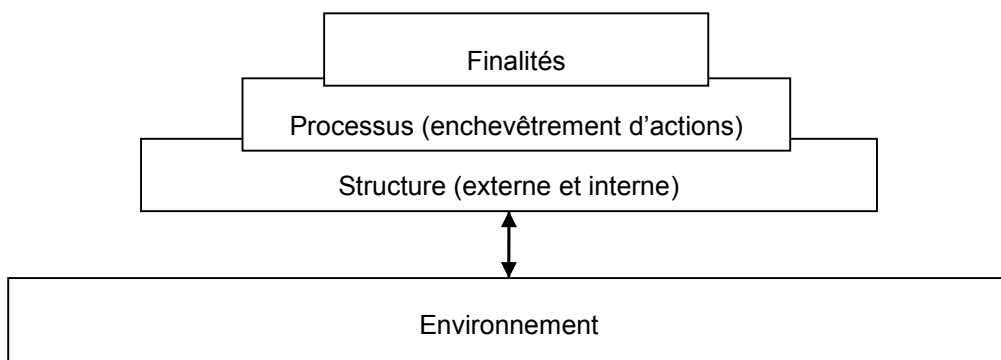 Finalités
Processus (enchevêtrement d’actions)
Structure (externe et interne)
Environnement